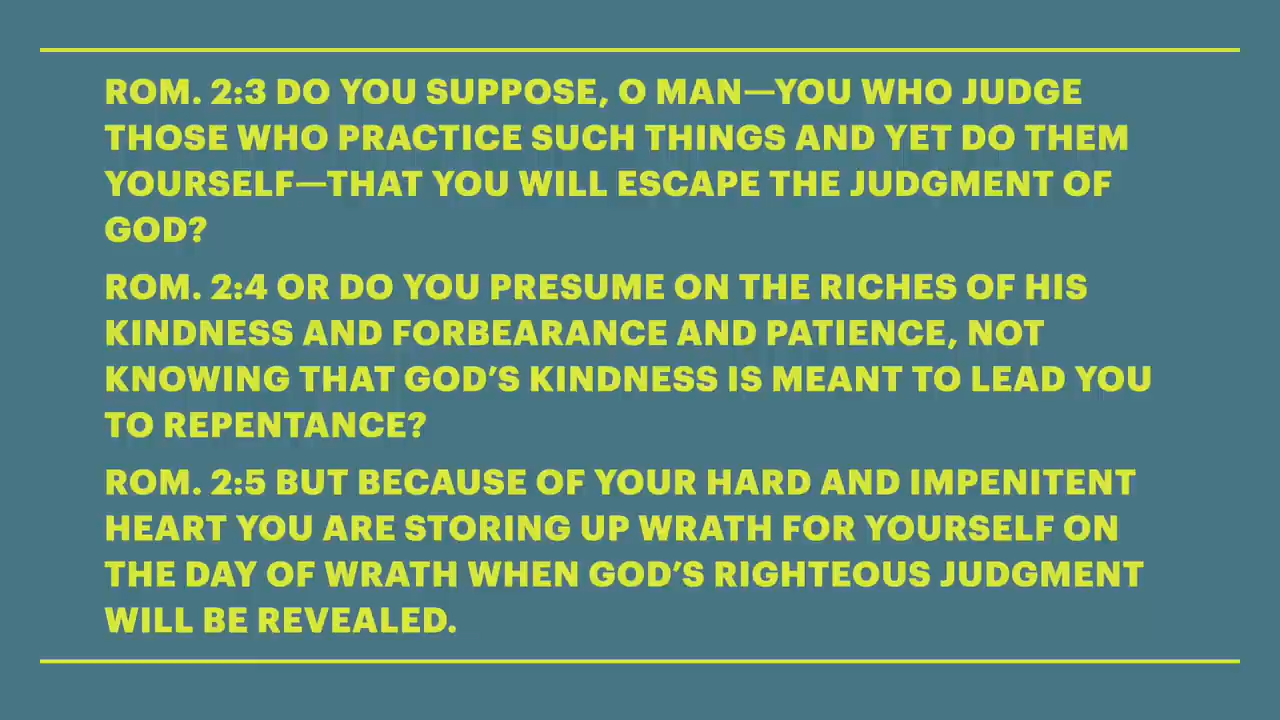 ROM. 2:3 DO YOU SUPPOSE, O MAN—YOU WHO JUDGE
THOSE WHO PRACTICE SUCH THINGS AND YET DO THEM
YOURSELF—THAT YOU WILL ESCAPE THE JUDGMENT OF
GOD?
ROM. 2:4 OR DO YOU PRESUME ON THE RICHES OF HIS
KINDNESS AND FORBEARANCE AND PATIENCE, NOT
KNOWING THAT GOD’S KINDNESS IS MEANT TO LEAD YOU
TO REPENTANCE?
ROM. 2:5 BUT BECAUSE OF YOUR HARD AND IMPENITENT
HEART YOU ARE STORING UP WRATH FOR YOURSELF ON
THE DAY OF WRATH WHEN GOD’S RIGHTEOUS JUDGMENT
WILL BE REVEALED.